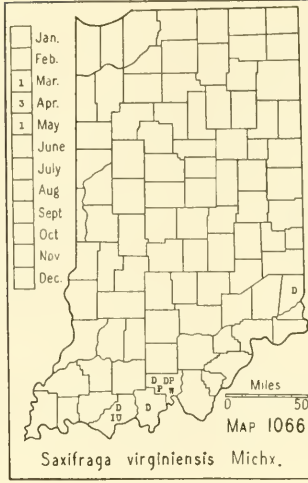 Jan.
Feb.
1 Mar.
3 Apr.
1 May
June
July
Aug
Sept
Oct
Nov
Dec.
D
D DP
P W
D D
IU
Miles
0 50
MAP 1066
Saxifraga virginiensis Michx.